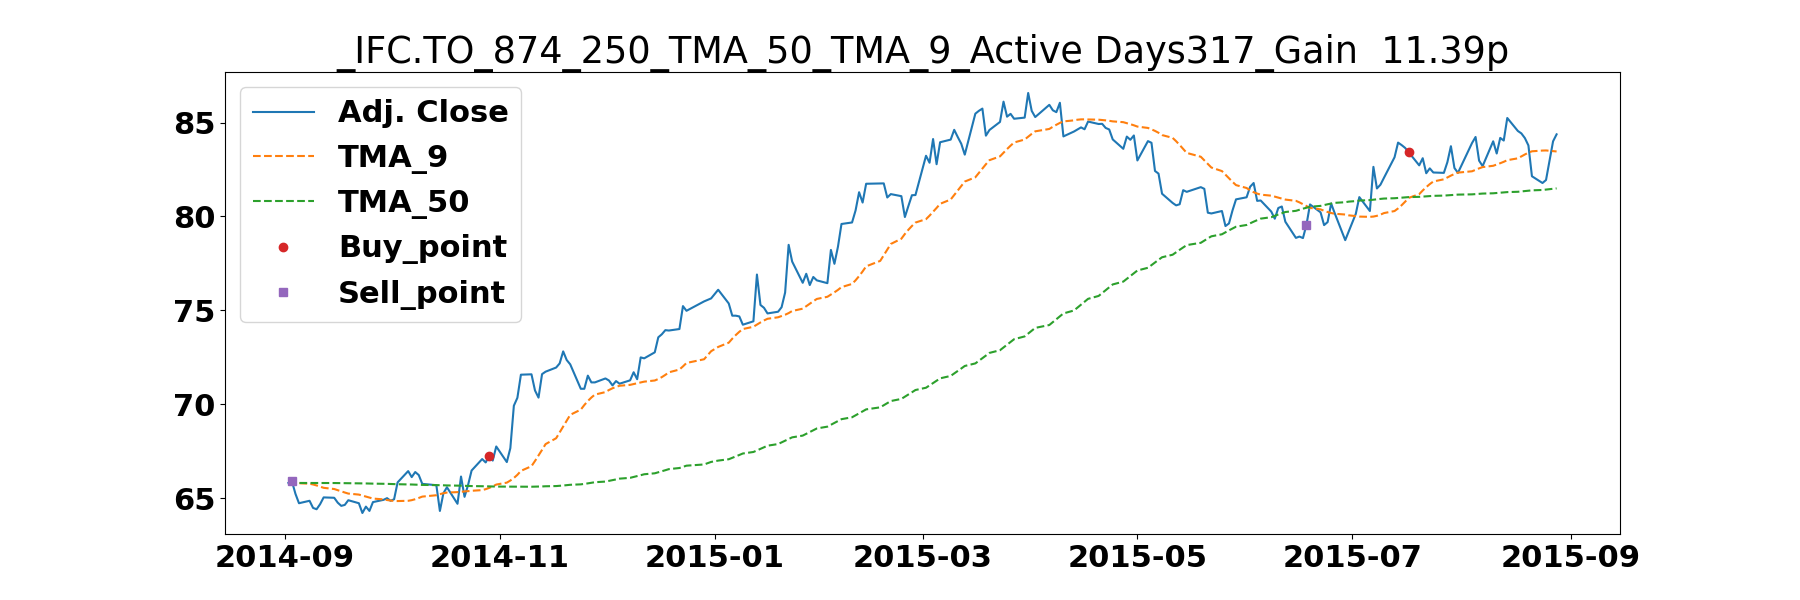 _IFC.TO_874_250_TMA_50_TMA_9_Active Days317_Gain  11.39p
Adj. Close
TMA_9
TMA_50
Buy_point
Sell_point
85
80
75
70
65
2014-09 2014-11 2015-01 2015-03 2015-05 2015-07 2015-09